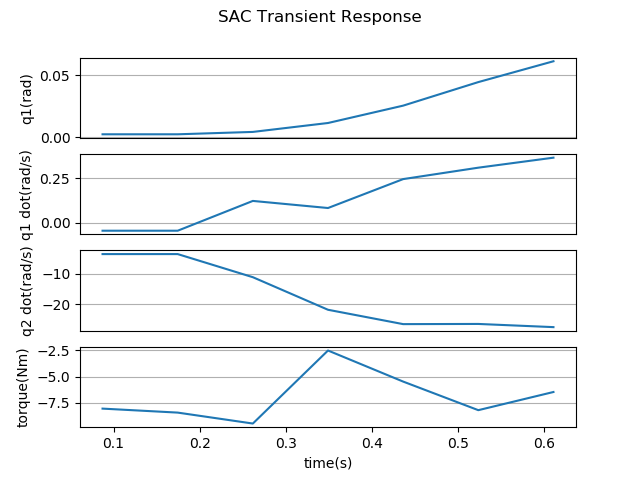 SAC Transient Response
0.05
0.00
q1(rad)
0.25
0.00
q1 dot(rad/s)
−10
−20
q2 dot(rad/s)
−2.5
−5.0
−7.5
torque(Nm)
0.1 0.2 0.3 0.4 0.5 0.6
time(s)